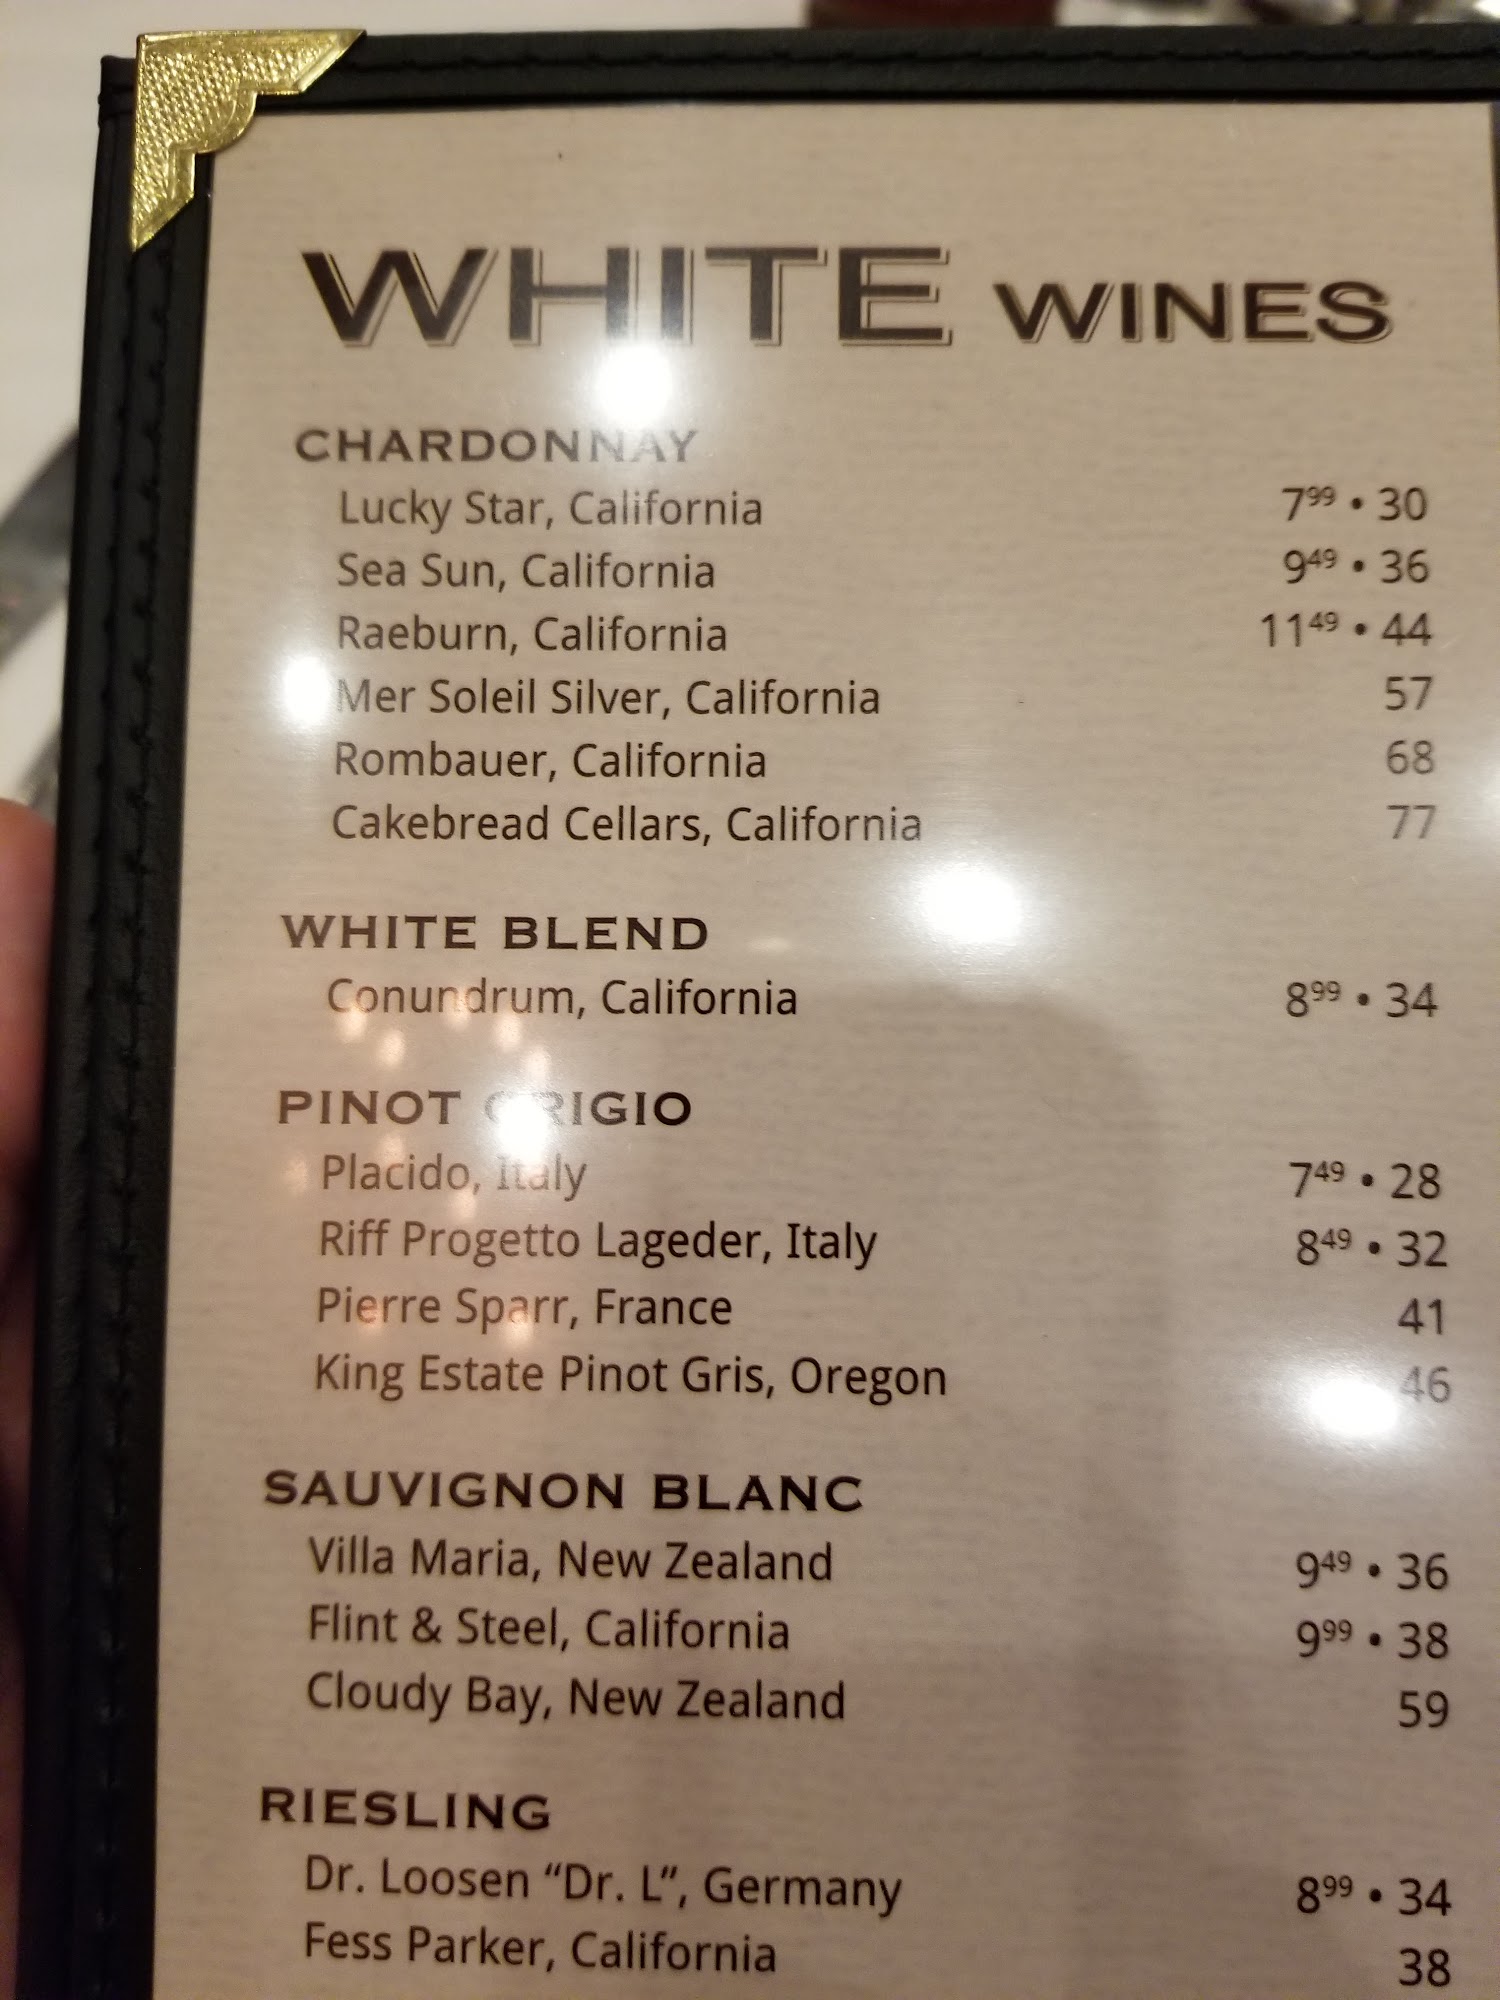 WHITE WINES
CHARDONNAY
Lucky Star, California 7⁹⁹ • 30
Sea Sun, California 9⁴⁹ • 36
Raeburn, California 11⁴⁹ • 44
Mer Soleil Silver, California 57
Rombauer, California 68
Cakebread Cellars, California 77
WHITE BLEND
Conundrum, California 8⁹⁹ • 34
PINOT GRIGIO
Placido, Italy 7⁴⁹ • 28
Riff Progetto Lageder, Italy 8⁴⁹ • 32
Pierre Sparr, France 41
King Estate Pinot Gris, Oregon 46
SAUVIGNON BLANC
Villa Maria, New Zealand 9⁴⁹ • 36
Flint & Steel, California 9⁹⁹ • 38
Cloudy Bay, New Zealand 59
RIESLING
Dr. Loosen “Dr. L”, Germany 8⁹⁹ • 34
Fess Parker, California 38